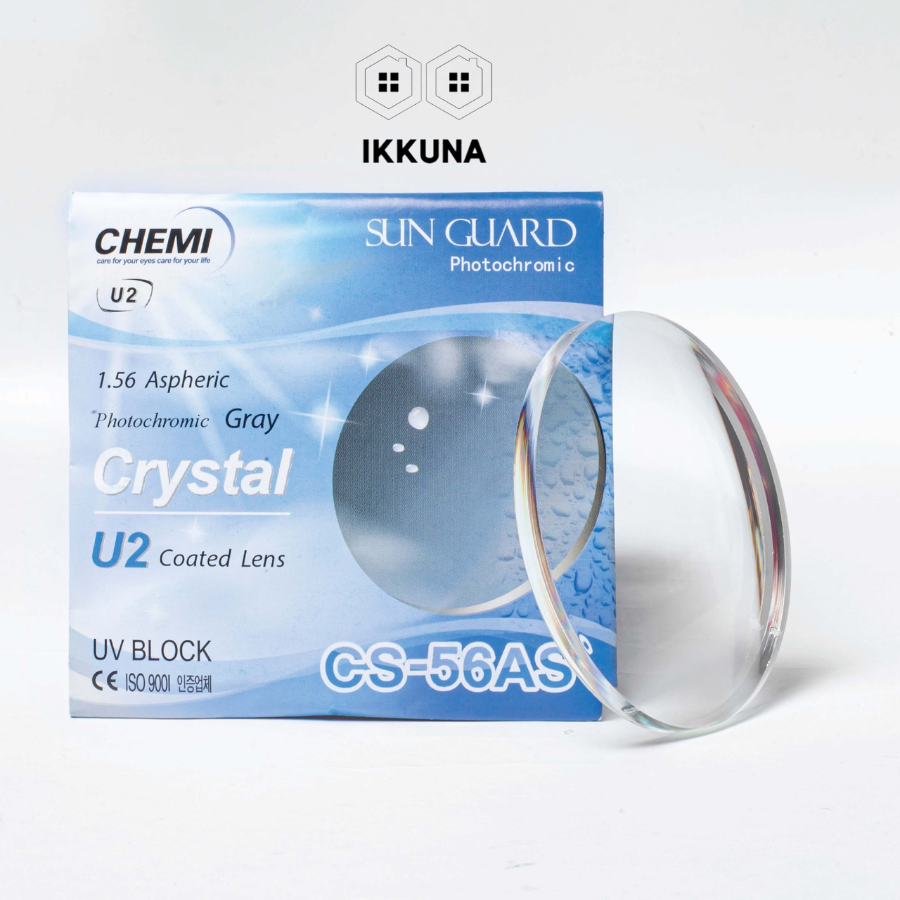 IKKUNA
CHEMI
care for your eyes care for your life
U2
SUN GUARD
Photochromic
1.56 Aspheric
Photochromic Gray
Crystal
U2 Coated Lens
UV BLOCK
CE ISO 9001 인증업체
CS-56AS